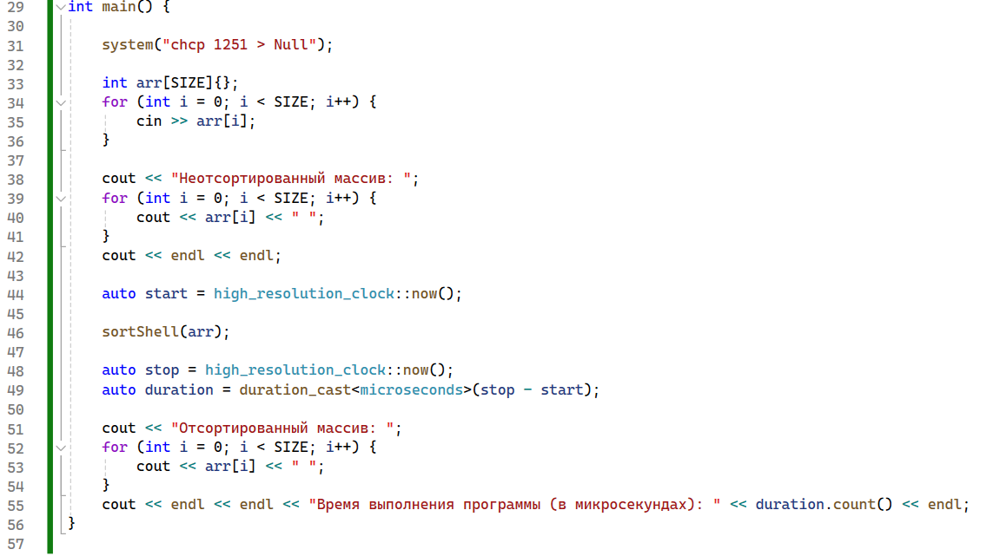 29 int main() {
30
31     system("chcp 1251 > Null");
32
33     int arr[SIZE]{};
34     for (int i = 0; i < SIZE; i++) {
35         cin >> arr[i];
36     }
37
38     cout << "Неотсортированный массив: ";
39     for (int i = 0; i < SIZE; i++) {
40         cout << arr[i] << " ";
41     }
42     cout << endl << endl;
43
44     auto start = high_resolution_clock::now();
45
46     sortShell(arr);
47
48     auto stop = high_resolution_clock::now();
49     auto duration = duration_cast<microseconds>(stop - start);
50
51     cout << "Отсортированный массив: ";
52     for (int i = 0; i < SIZE; i++) {
53         cout << arr[i] << " ";
54     }
55     cout << endl << endl << "Время выполнения программы (в микросекундах): " << duration.count() << endl;
56 }
57